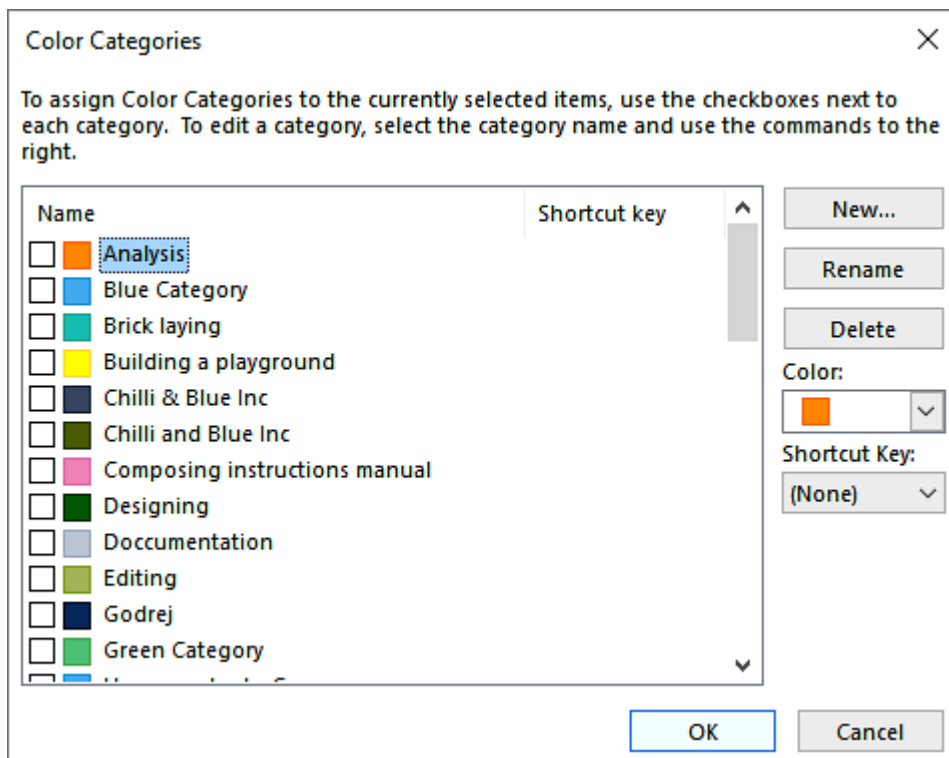 Color Categories
To assign Color Categories to the currently selected items, use the checkboxes next to
each category. To edit a category, select the category name and use the commands to the
right.
Name Shortcut key
Analysis
Blue Category
Brick laying
Building a playground
Chilli & Blue Inc
Chilli and Blue Inc
Composing instructions manual
Designing
Doccumentation
Editing
Godrej
Green Category
New...
Rename
Delete
Color:
Shortcut Key:
(None)
OK Cancel